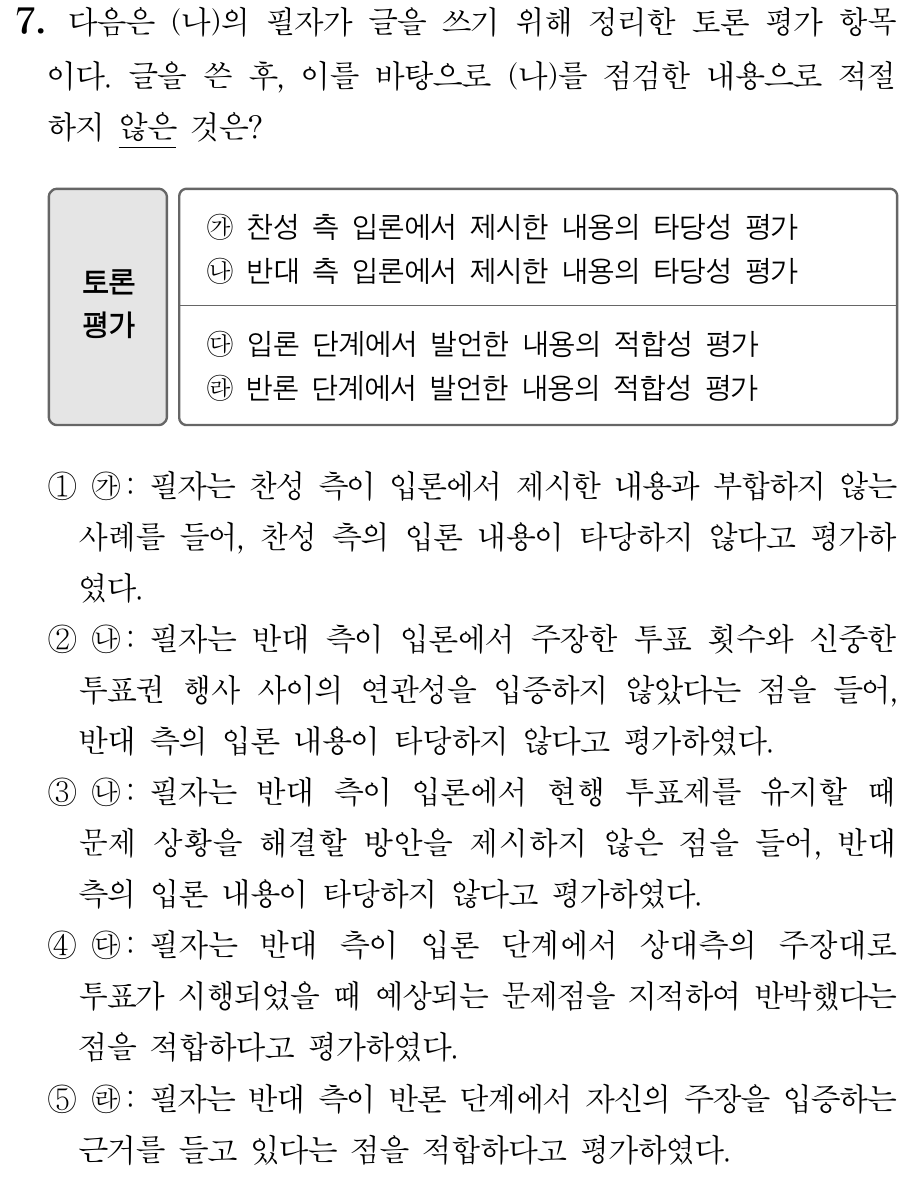 7. 다음은 (나)의 필자가 글을 쓰기 위해 정리한 토론 평가 항목
이다. 글을 쓴 후, 이를 바탕으로 (나)를 점검한 내용으로 적절
하지 않은 것은?
토론
평가
㉮ 찬성 측 입론에서 제시한 내용의 타당성 평가
㉯ 반대 측 입론에서 제시한 내용의 타당성 평가
㉰ 입론 단계에서 발언한 내용의 적합성 평가
㉱ 반론 단계에서 발언한 내용의 적합성 평가
① ㉮: 필자는 찬성 측이 입론에서 제시한 내용과 부합하지 않는
사례를 들어, 찬성 측의 입론 내용이 타당하지 않다고 평가하
였다.
② ㉯: 필자는 반대 측이 입론에서 주장한 투표 횟수와 신중한
투표권 행사 사이의 연관성을 입증하지 않았다는 점을 들어,
반대 측의 입론 내용이 타당하지 않다고 평가하였다.
③ ㉯: 필자는 반대 측이 입론에서 현행 투표제를 유지할 때
문제 상황을 해결할 방안을 제시하지 않은 점을 들어, 반대
측의 입론 내용이 타당하지 않다고 평가하였다.
④ ㉰: 필자는 반대 측이 입론 단계에서 상대측의 주장대로
투표가 시행되었을 때 예상되는 문제점을 지적하여 반박했다는
점을 적합하다고 평가하였다.
⑤ ㉱: 필자는 반대 측이 반론 단계에서 자신의 주장을 입증하는
근거를 들고 있다는 점을 적합하다고 평가하였다.